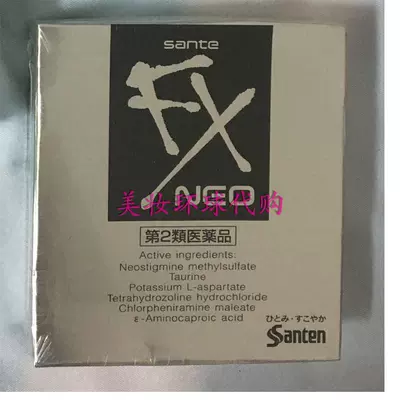 sante
FX
NEO
美妆环球代购
第2類医薬品
Active ingredients:
Neostigmine methylsulfate
Taurine
Potassium L-aspartate
Tetrahydrozoline hydrochloride
Chlorpheniramine maleate
ε-Aminocaproic acid
ひとみ・すこやか
Santen